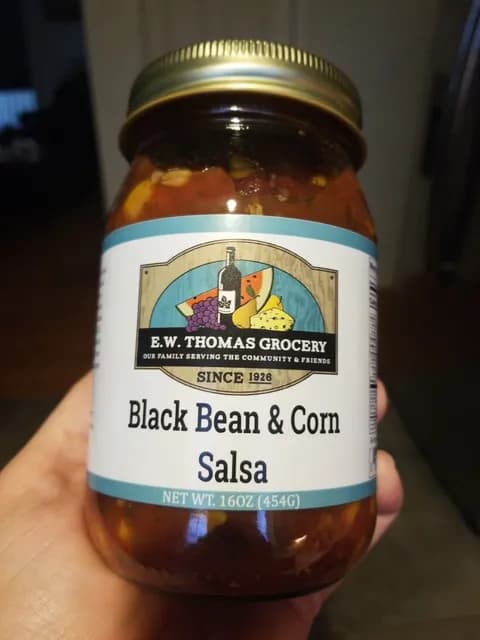 E.W. THOMAS GROCERY
OUR FAMILY SERVING THE COMMUNITY & FRIENDS
SINCE 1926
Black Bean & Corn
Salsa
NET WT. 16OZ (454G)